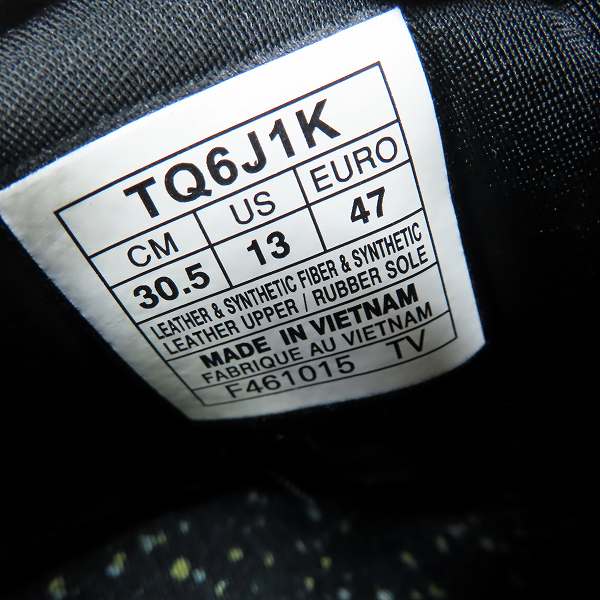 TQ6J1K
CM US EURO
30.5 13 47
LEATHER & SYNTHETIC FIBER & SYNTHETIC
LEATHER UPPER / RUBBER SOLE
MADE IN VIETNAM
FABRIQUE AU VIETNAM
F461015 TV